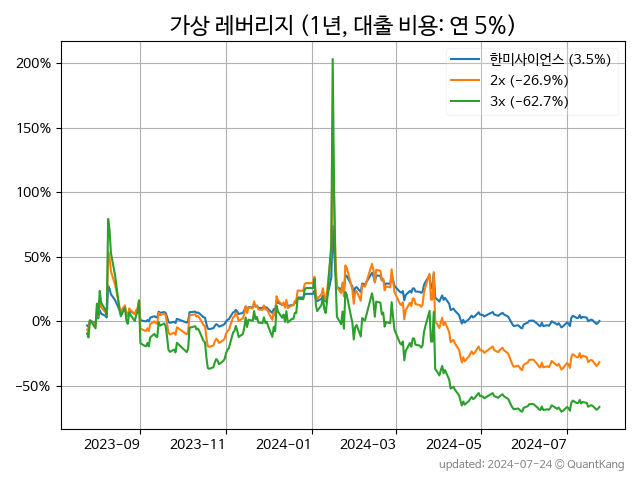 가상 레버리지 (1년, 대출 비용: 연 5%)
한미사이언스 (3.5%)
2x (−26.9%)
3x (−62.7%)
200%
150%
100%
50%
0%
−50%
2023-09
2023-11
2024-01
2024-03
2024-05
2024-07
updated: 2024-07-24 © QuantKang